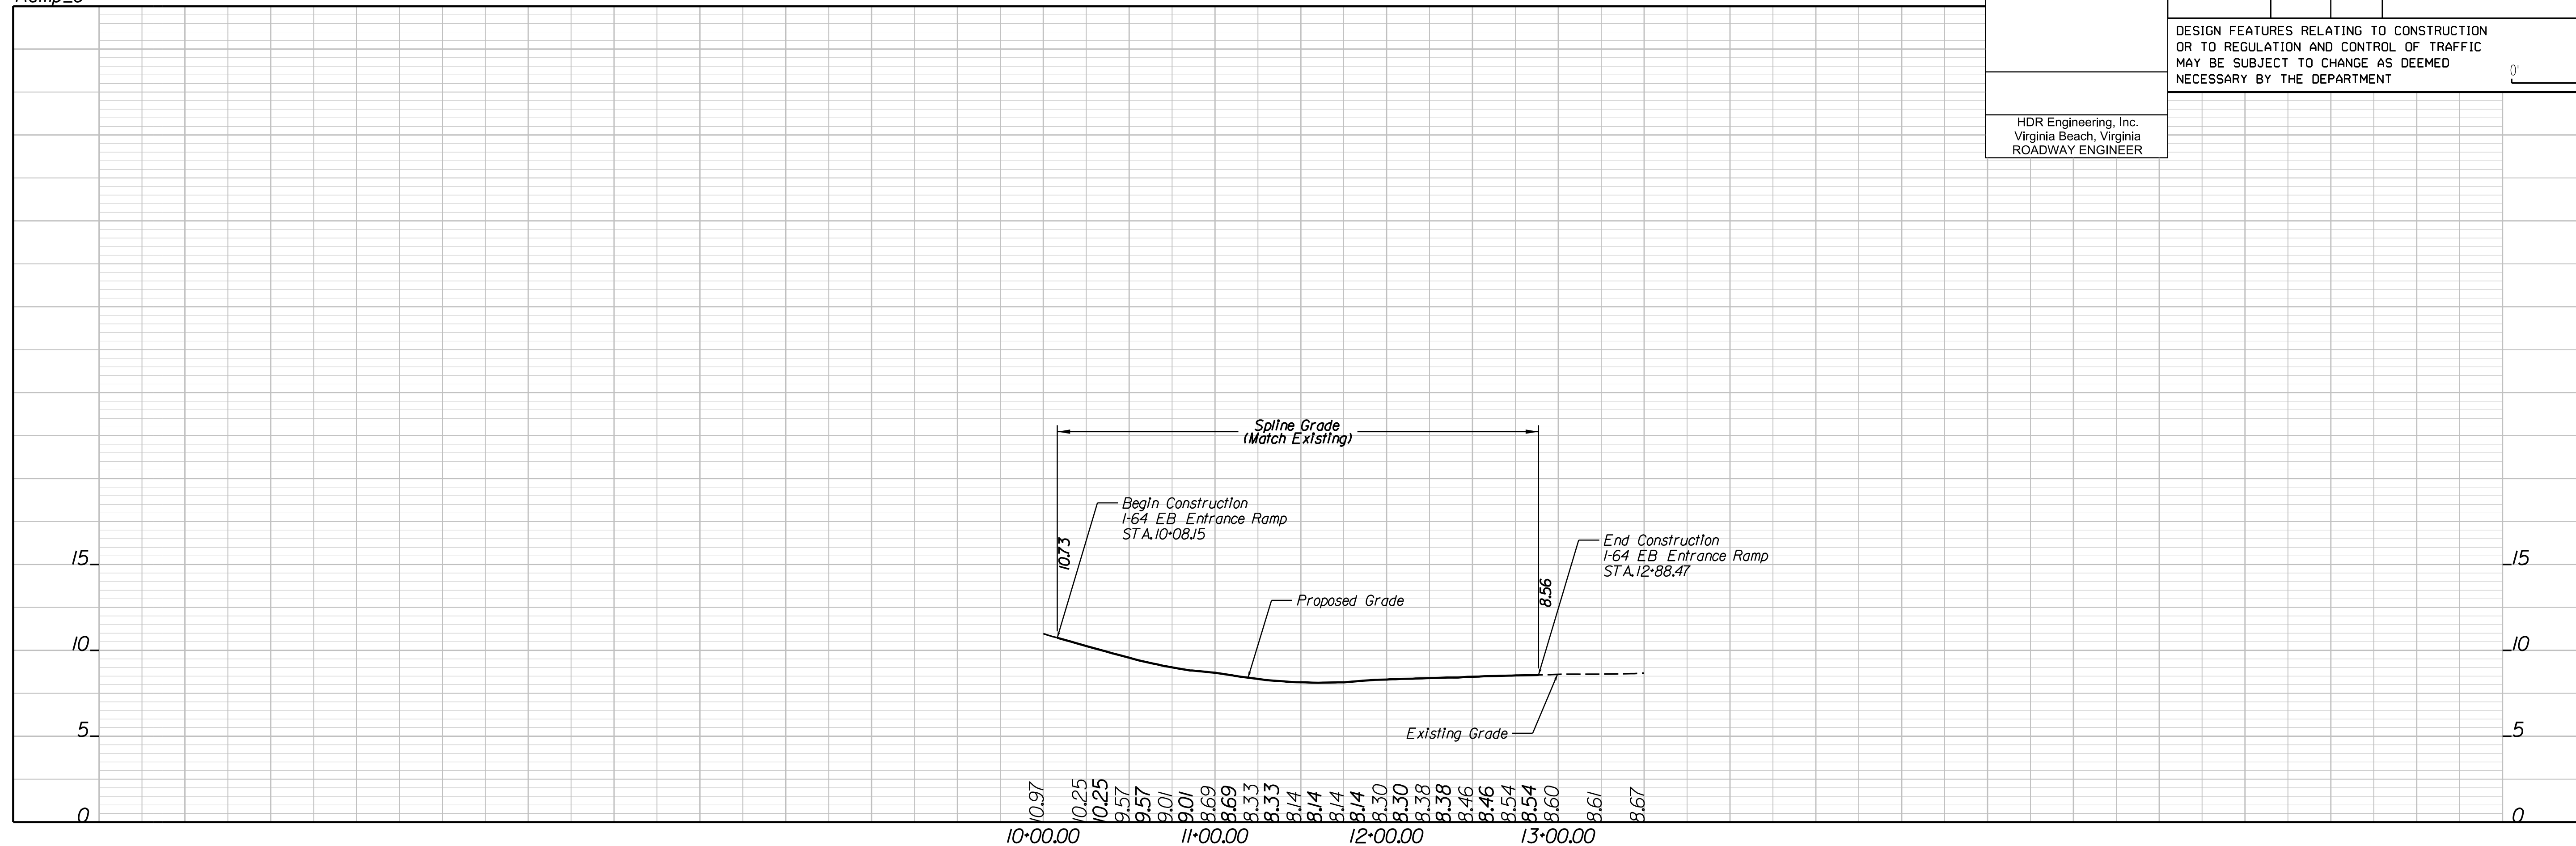 DESIGN FEATURES RELATING TO CONSTRUCTION
OR TO REGULATION AND CONTROL OF TRAFFIC
MAY BE SUBJECT TO CHANGE AS DEEMED
NECESSARY BY THE DEPARTMENT
0'
HDR Engineering, Inc.
Virginia Beach, Virginia
ROADWAY ENGINEER
Spline Grade
(Match Existing)
Begin Construction
I-64 EB Entrance Ramp
STA. 10+08.15
10.73
End Construction
I-64 EB Entrance Ramp
STA. 12+88.47
8.56
Proposed Grade
Existing Grade
15 15
10 10
5 5
0 0
10.97 10.25 10.25 9.57 9.57 9.01 9.01 8.69 8.69 8.33 8.33 8.14 8.14 8.14 8.14 8.30 8.30 8.38 8.38 8.46 8.46 8.54 8.54 8.60 8.61 8.67
10+00.00 11+00.00 12+00.00 13+00.00